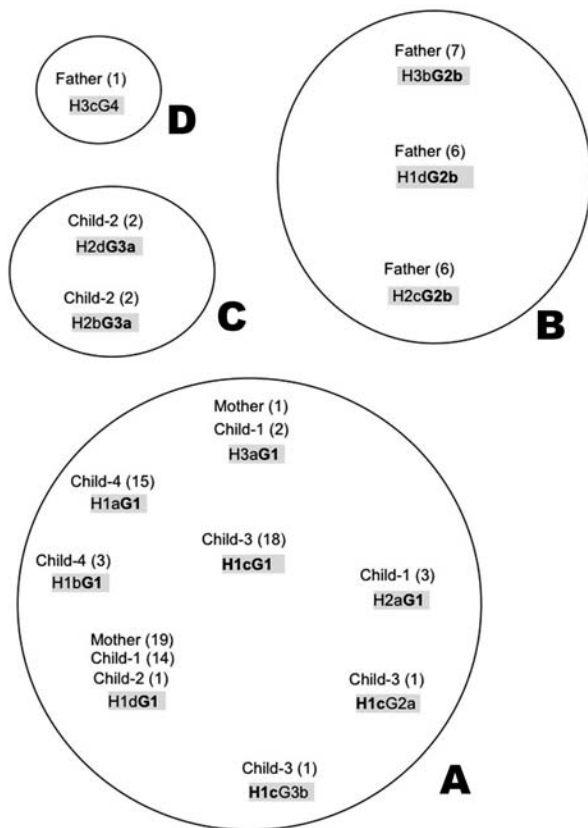 Father (1)
H3cG4
D
Father (7)
H3bG2b
Father (6)
H1dG2b
Father (6)
H2cG2b
B
Child-2 (2)
H2dG3a
Child-2 (2)
H2bG3a
C
Mother (1)
Child-1 (2)
H3aG1
Child-4 (15)
H1aG1
Child-3 (18)
H1cG1
Child-4 (3)
H1bG1
Child-1 (3)
H2aG1
Mother (19)
Child-1 (14)
Child-2 (1)
H1dG1
Child-3 (1)
H1cG2a
Child-3 (1)
H1cG3b
A